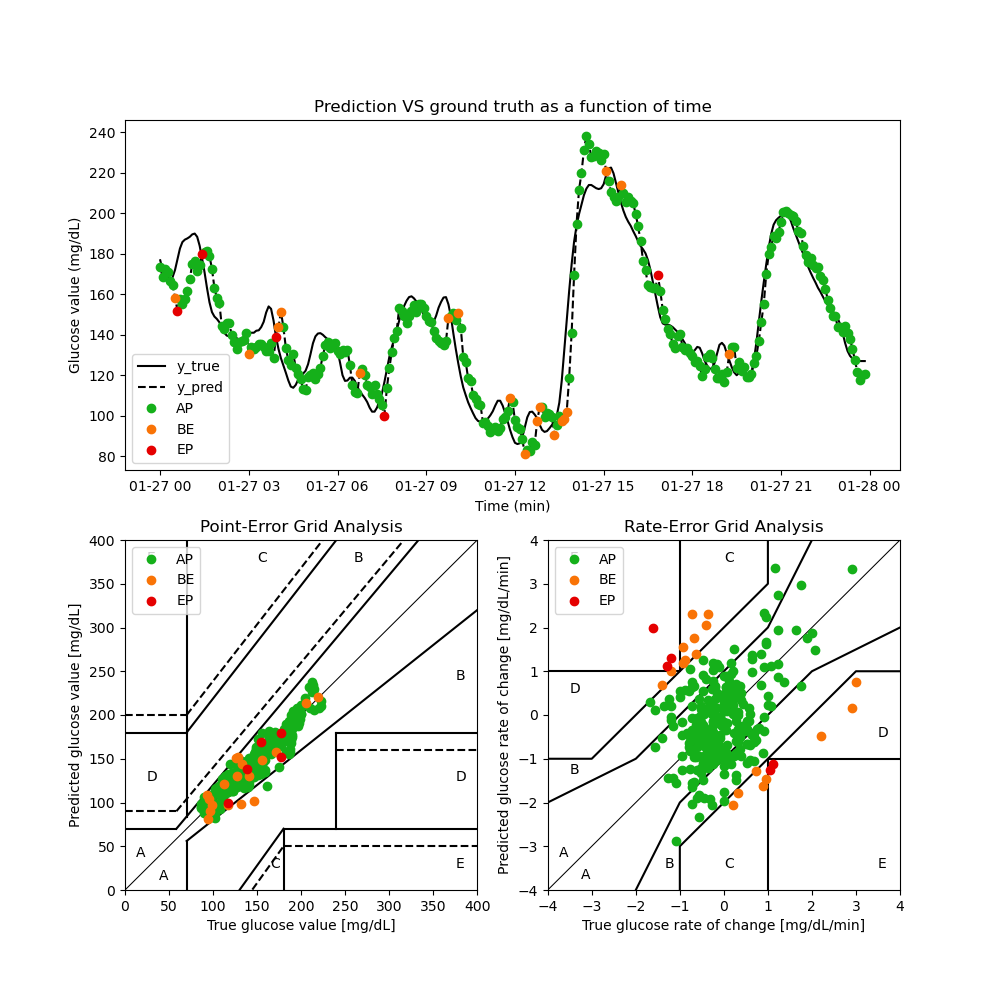 Prediction VS ground truth as a function of time
Glucose value (mg/dL)
240
220
200
180
160
140
120
100
80
y_true
y_pred
AP
BE
EP
01-27 00 01-27 03 01-27 06 01-27 09 01-27 12 01-27 15 01-27 18 01-27 21 01-28 00
Time (min)
Point-Error Grid Analysis
Predicted glucose value [mg/dL]
400
350
300
250
200
150
100
50
0
AP
BE
EP
C B
B
D D
A
A C E
0 50 100 150 200 250 300 350 400
True glucose value [mg/dL]
Rate-Error Grid Analysis
Predicted glucose rate of change [mg/dL/min]
4
3
2
1
0
−1
−2
−3
−4
AP
BE
EP
C
D
D
B
A
A B C E
−4 −3 −2 −1 0 1 2 3 4
True glucose rate of change [mg/dL/min]